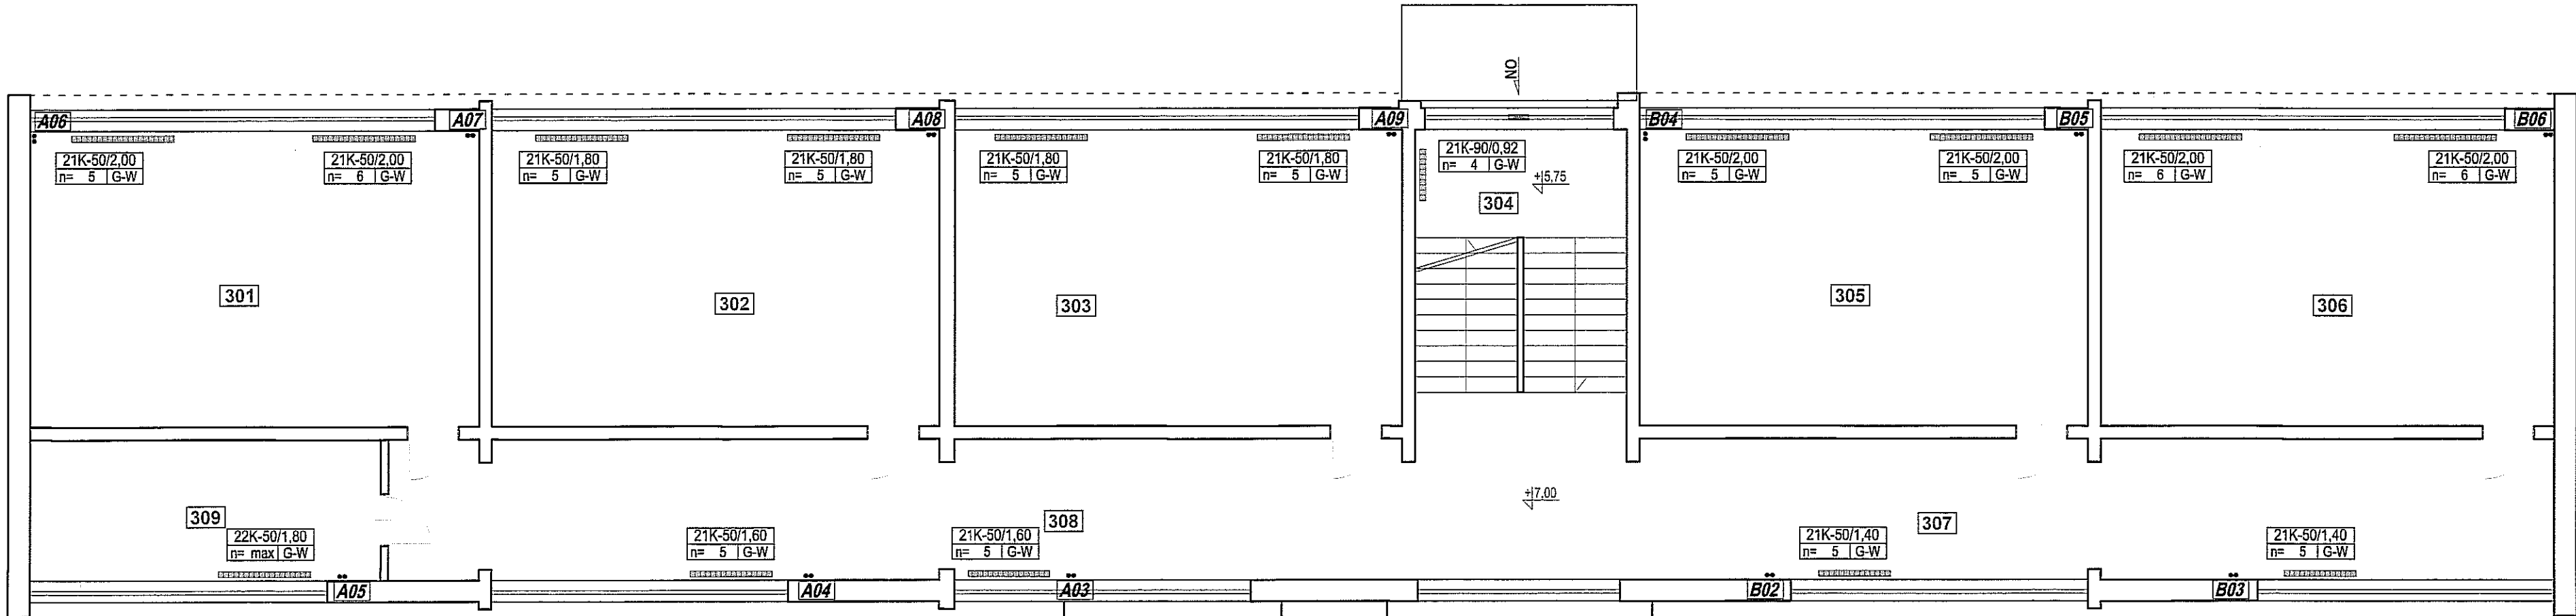 NO
A06
A07
A08
A09
B04
B05
B06
21K-50/2,00
n= 5 G-W
21K-50/2,00
n= 6 G-W
21K-50/1,80
n= 5 G-W
21K-50/1,80
n= 5 G-W
21K-50/1,80
n= 5 G-W
21K-50/1,80
n= 5 G-W
21K-90/0,92
n= 4 G-W
21K-50/2,00
n= 5 G-W
21K-50/2,00
n= 5 G-W
21K-50/2,00
n= 6 G-W
21K-50/2,00
n= 6 G-W
+5,75
304
301
302
303
305
306
+7,00
309
308
307
22K-50/1,80
n= max G-W
21K-50/1,60
n= 5 G-W
21K-50/1,60
n= 5 G-W
21K-50/1,40
n= 5 G-W
21K-50/1,40
n= 5 G-W
A05
A04
A03
B02
B03